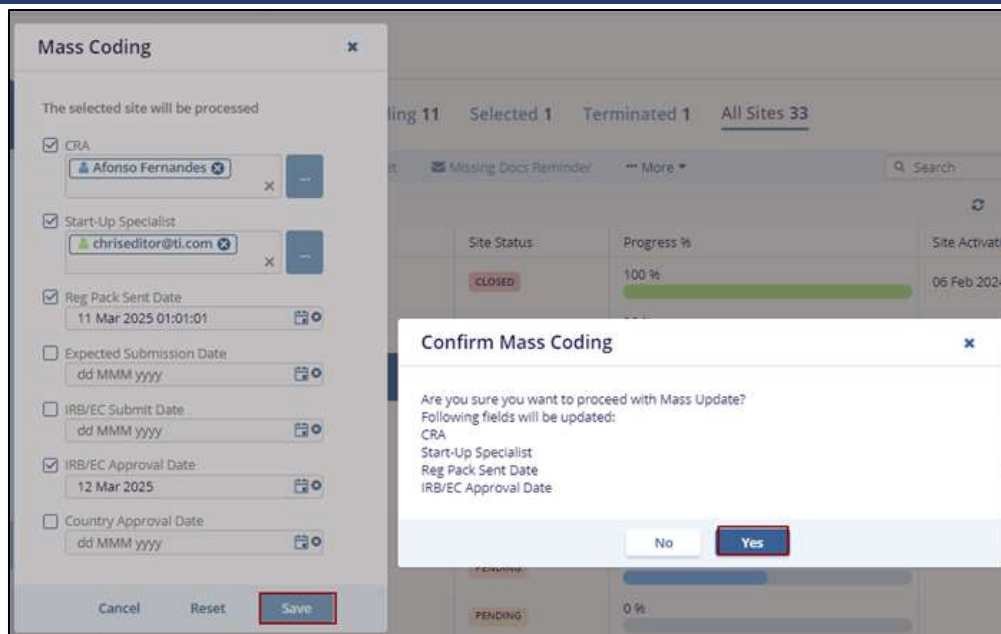 Mass Coding
The selected site will be processed
CRA
Afonso Fernandes
...
Start-Up Specialist
chriseditor@ti.com
...
Reg Pack Sent Date
11 Mar 2025 01:01:01
Expected Submission Date
dd MMM yyyy
IRB/EC Submit Date
dd MMM yyyy
IRB/EC Approval Date
12 Mar 2025
Country Approval Date
dd MMM yyyy
Cancel Reset Save
11 Selected 1 Terminated 1 All Sites 33
Missing Docs Reminder ··· More Search
Site Status Progress % Site Activat
CLOSED 100 % 06 Feb 2024
Confirm Mass Coding
Are you sure you want to proceed with Mass Update?
Following fields will be updated:
CRA
Start-Up Specialist
Reg Pack Sent Date
IRB/EC Approval Date
No Yes
PENDING
PENDING 0 %